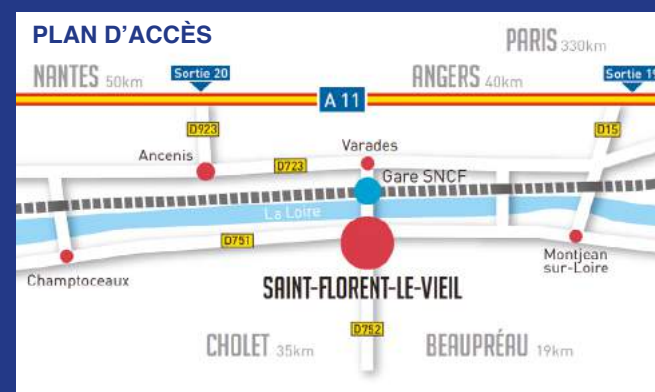 PLAN D'ACCÈS
PARIS 330km
NANTES 50km
Sortie 20
ANGERS 40km
Sortie 19
A 11
D923
D15
Ancenis
D723
Varades
Gare SNCF
La Loire
D751
Champtoceaux
Montjean
sur-Loire
SAINT-FLORENT-LE-VIEIL
D752
CHOLET 35km
BEAUPRÉAU 19km